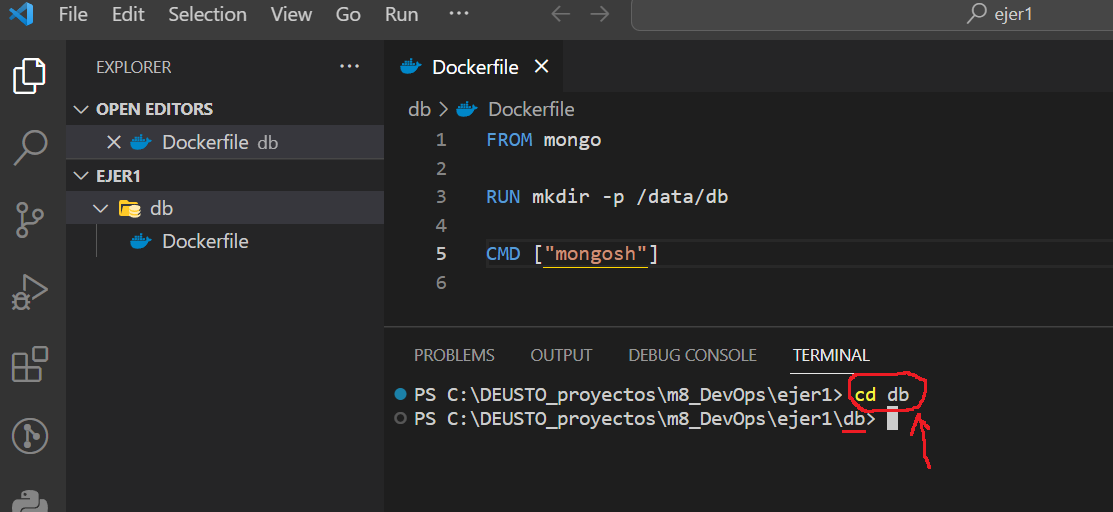 File Edit Selection View Go Run ··· ejer1
EXPLORER ···
Dockerfile
OPEN EDITORS
Dockerfile db
EJER1
db
Dockerfile
db > Dockerfile
1 FROM mongo
2
3 RUN mkdir -p /data/db
4
5 CMD ["mongosh"]
6
PROBLEMS OUTPUT DEBUG CONSOLE TERMINAL
PS C:\DEUSTO_proyectos\m8_DevOps\ejer1> cd db
PS C:\DEUSTO_proyectos\m8_DevOps\ejer1\db>